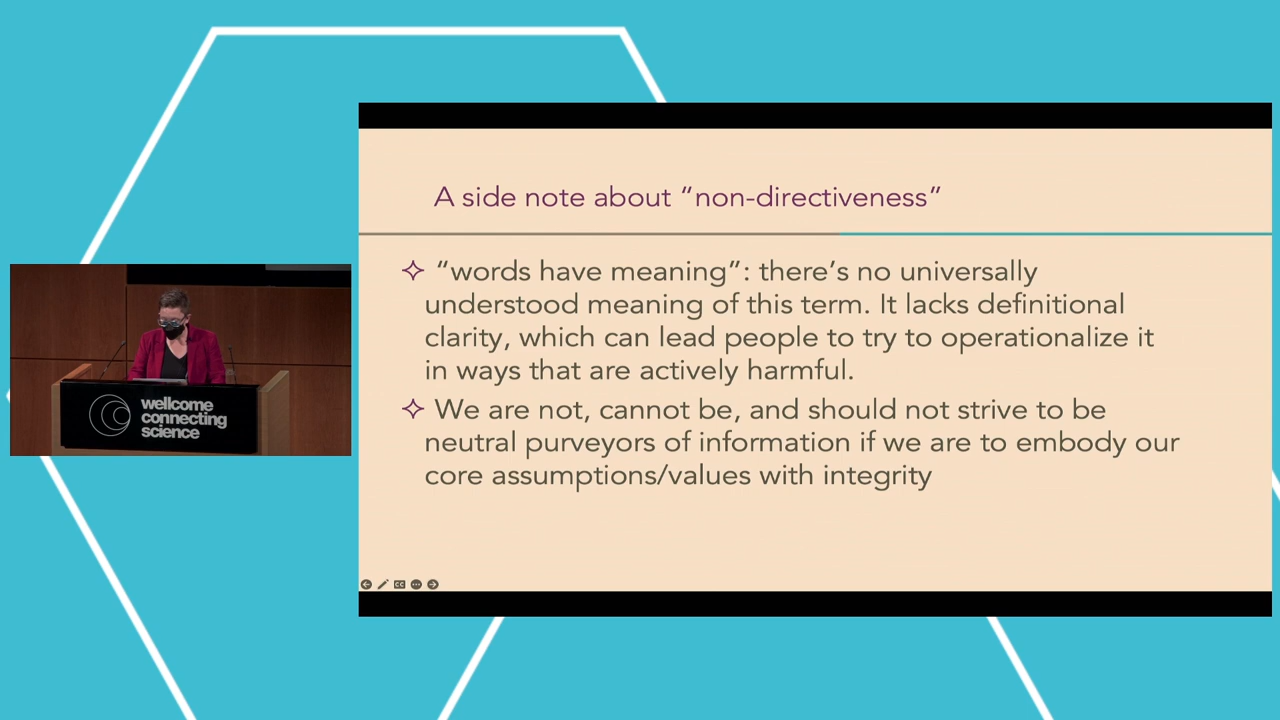 A side note about “non-directiveness”
“words have meaning”: there’s no universally
understood meaning of this term. It lacks definitional
clarity, which can lead people to try to operationalize it
in ways that are actively harmful.
We are not, cannot be, and should not strive to be
neutral purveyors of information if we are to embody our
core assumptions/values with integrity
wellcome
connecting
science
CC